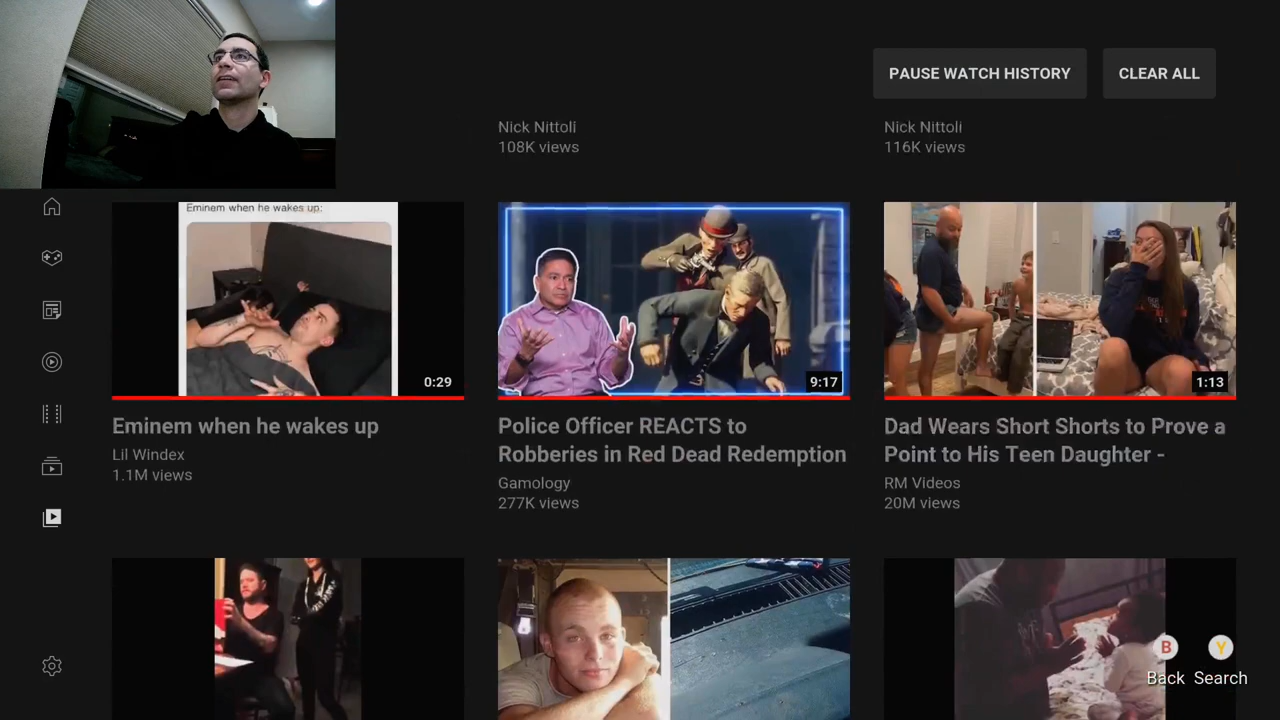 PAUSE WATCH HISTORY
CLEAR ALL
Nick Nittoli
108K views
Nick Nittoli
116K views
Eminem when he wakes up:
0:29
9:17
1:13
Eminem when he wakes up
Lil Windex
1.1M views
Police Officer REACTS to
Robberies in Red Dead Redemption
Gamology
277K views
Dad Wears Short Shorts to Prove a
Point to His Teen Daughter -
RM Videos
20M views
B
Y
Back
Search